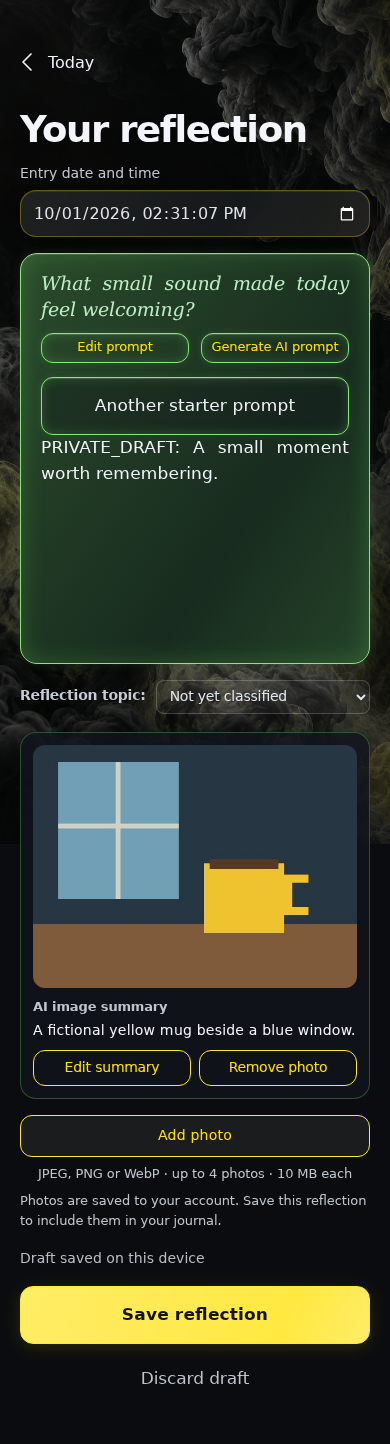 Today
Your reflection
Entry date and time
10/01/2026, 02:31:07 PM
What small sound made today
feel welcoming?
Edit prompt
Generate AI prompt
Another starter prompt
PRIVATE_DRAFT: A small moment
worth remembering.
Reflection topic:
Not yet classified
AI image summary
A fictional yellow mug beside a blue window.
Edit summary
Remove photo
Add photo
JPEG, PNG or WebP · up to 4 photos · 10 MB each
Photos are saved to your account. Save this reflection
to include them in your journal.
Draft saved on this device
Save reflection
Discard draft